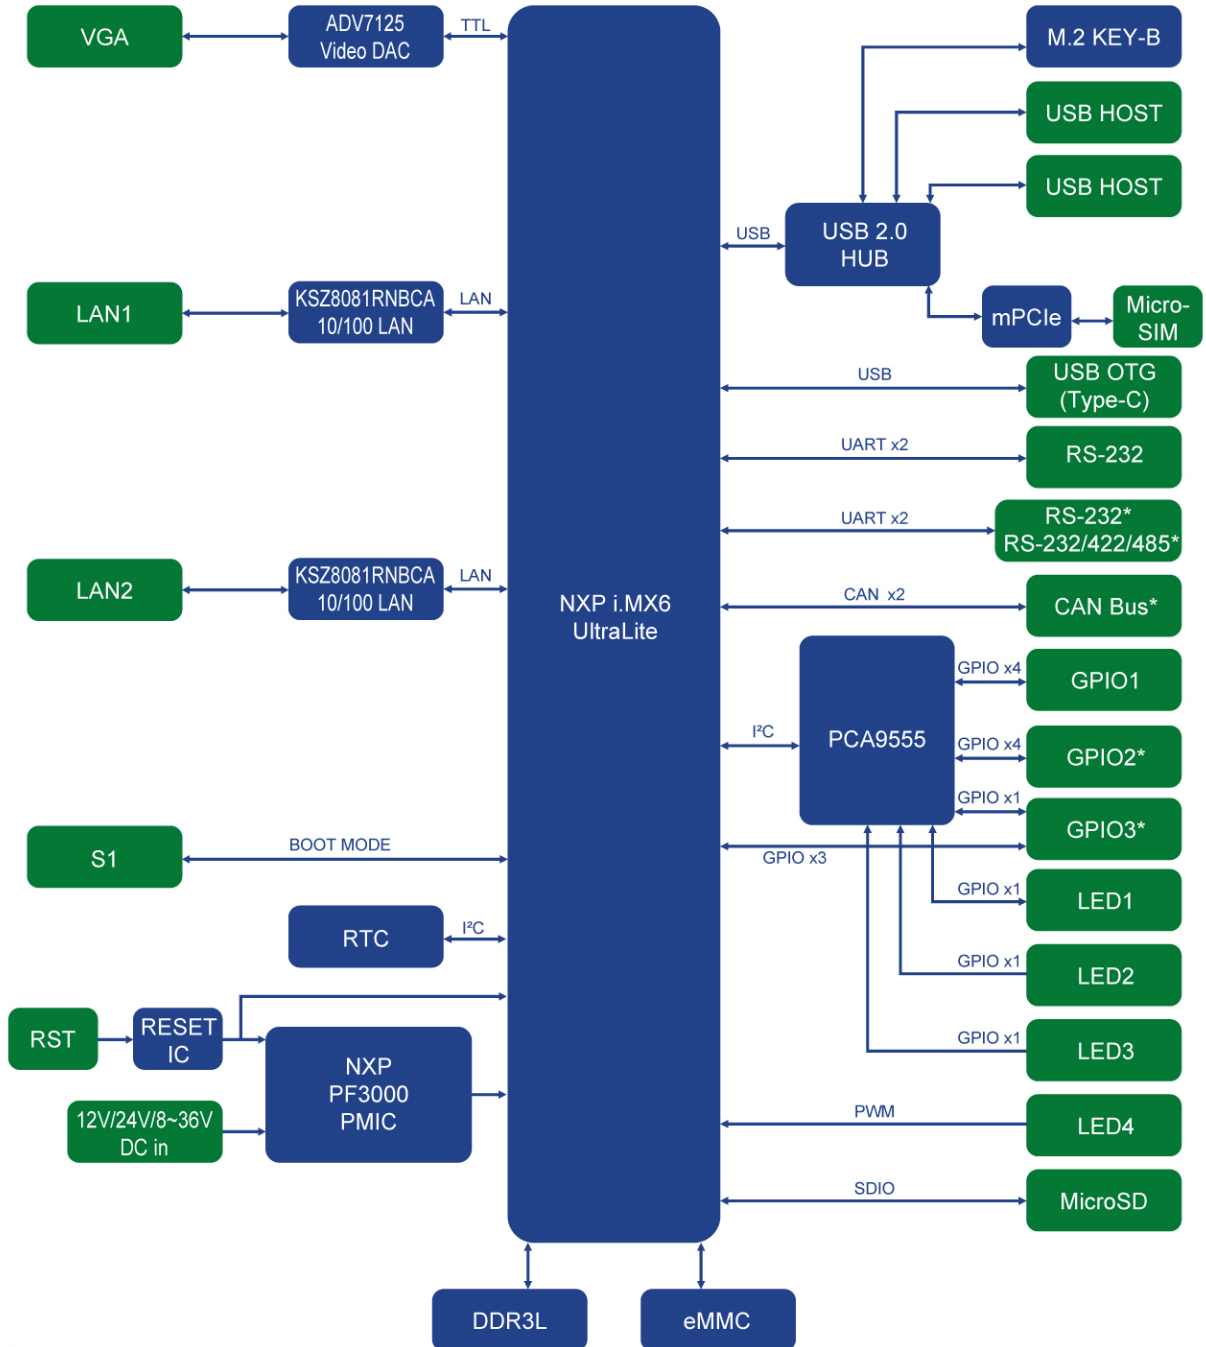 VGA
ADV7125
Video DAC
TTL
M.2 KEY-B
USB HOST
USB HOST
USB
USB 2.0
HUB
LAN1
KSZ8081RNBCA
10/100 LAN
LAN
mPCIe
Micro-
SIM
USB
USB OTG
(Type-C)
UART x2
RS-232
UART x2
RS-232*
RS-232/422/485*
LAN2
KSZ8081RNBCA
10/100 LAN
LAN
NXP i.MX6
UltraLite
CAN x2
CAN Bus*
GPIO x4
GPIO1
I²C
PCA9555
GPIO x4
GPIO2*
GPIO x1
GPIO3*
GPIO x3
S1
BOOT MODE
GPIO x1
LED1
RTC
I²C
GPIO x1
LED2
RST
RESET
IC
GPIO x1
LED3
NXP
PF3000
PMIC
12V/24V/8~36V
DC in
PWM
LED4
SDIO
MicroSD
DDR3L
eMMC